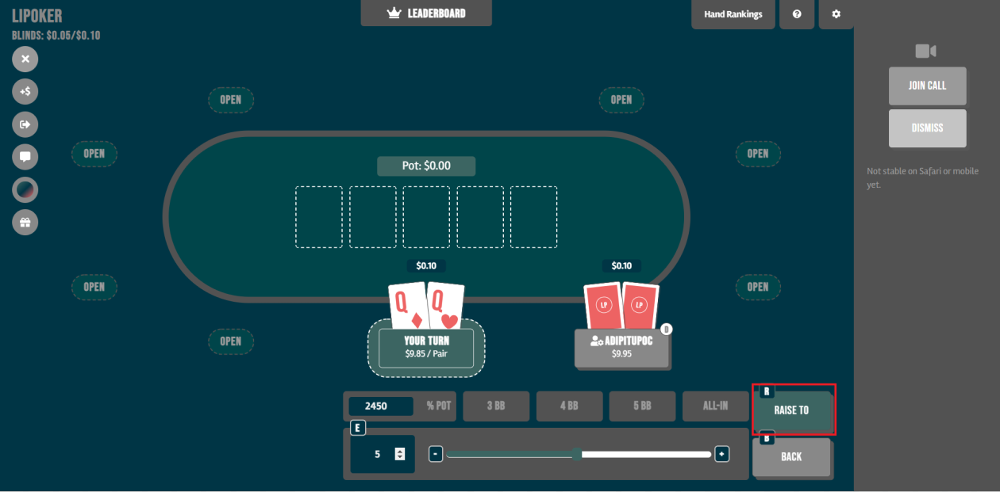 LIPOKER
BLINDS: $0.05/$0.10
LEADERBOARD
Hand Rankings
?
+$
JOIN CALL
DISMISS
Not stable on Safari or mobile
yet.
OPEN
OPEN
OPEN
OPEN
Pot: $0.00
$0.10
$0.10
OPEN
OPEN
Q
Q
LP
LP
OPEN
D
YOUR TURN
ADIPITUPOC
$9.85 / Pair
$9.95
2450
% POT
3 BB
4 BB
5 BB
ALL-IN
R
RAISE TO
E
5
-
+
B
BACK